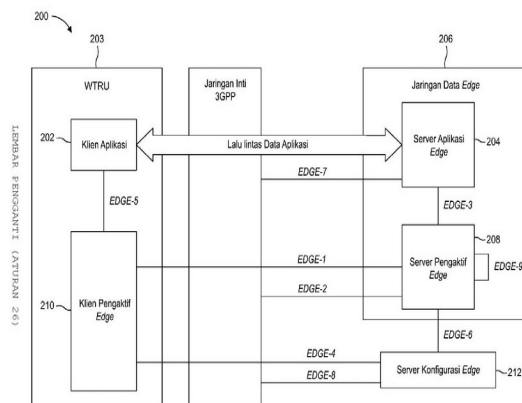 200
203
206
WTRU
Jaringan Inti
3GPP
Jaringan Data Edge
202
Klien Aplikasi
Lalu lintas Data Aplikasi
Server Aplikasi
Edge
204
EDGE-7
EDGE-5
EDGE-3
208
210
Klien Pengaktif
Edge
EDGE-1
Server Pengaktif
Edge
EDGE-9
EDGE-2
EDGE-6
EDGE-4
Server Konfigurasi Edge
212
EDGE-8
LEMBAR PENGGANTI (ATURAN 26)